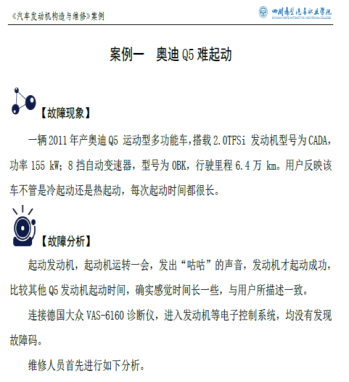 《汽车发动机构造与维修》案例
案例一 奥迪 Q5 难起动
【故障现象】
一辆 2011 年产奥迪 Q5 运动型多功能车,搭载 2.0TFSi 发动机型号为 CADA,
功率 155 kW; 8 挡自动变速器,型号为 0BK,行驶里程 6.4 万 km。用户反映该
车不管是冷起动还是热起动,每次起动时间都很长。
【故障分析】
起动发动机,起动机运转一会,发出“咕咕”的声音,发动机才起动成功,
比较其他 Q5 发动机起动时间,确实感觉时间长一些,与用户所描述一致。
连接德国大众 VAS-6160 诊断仪,进入发动机等电子控制系统,均没有发现
故障码。
维修人员首先进行如下分析。